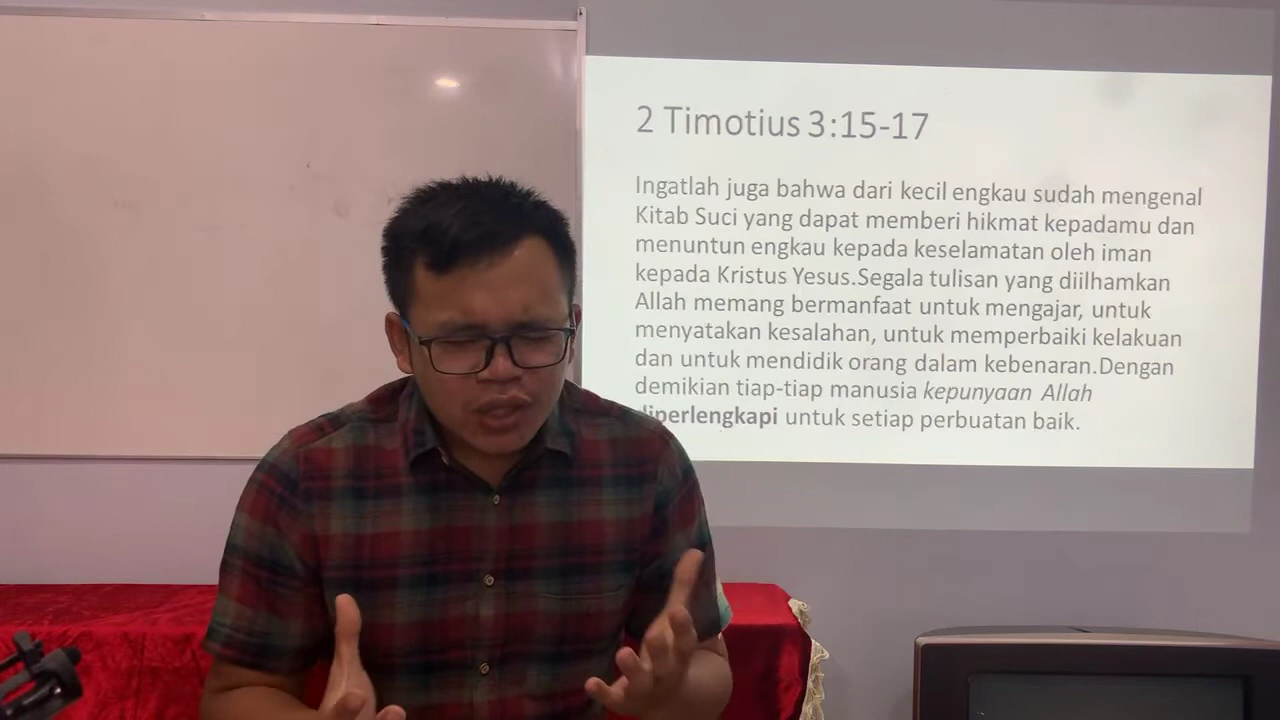 2 Timotius 3:15-17
Ingatlah juga bahwa dari kecil engkau sudah mengenal
Kitab Suci yang dapat memberi hikmat kepadamu dan
menuntun engkau kepada keselamatan oleh iman
kepada Kristus Yesus.Segala tulisan yang diilhamkan
Allah memang bermanfaat untuk mengajar, untuk
menyatakan kesalahan, untuk memperbaiki kelakuan
dan untuk mendidik orang dalam kebenaran.Dengan
demikian tiap-tiap manusia kepunyaan Allah
diperlengkapi untuk setiap perbuatan baik.